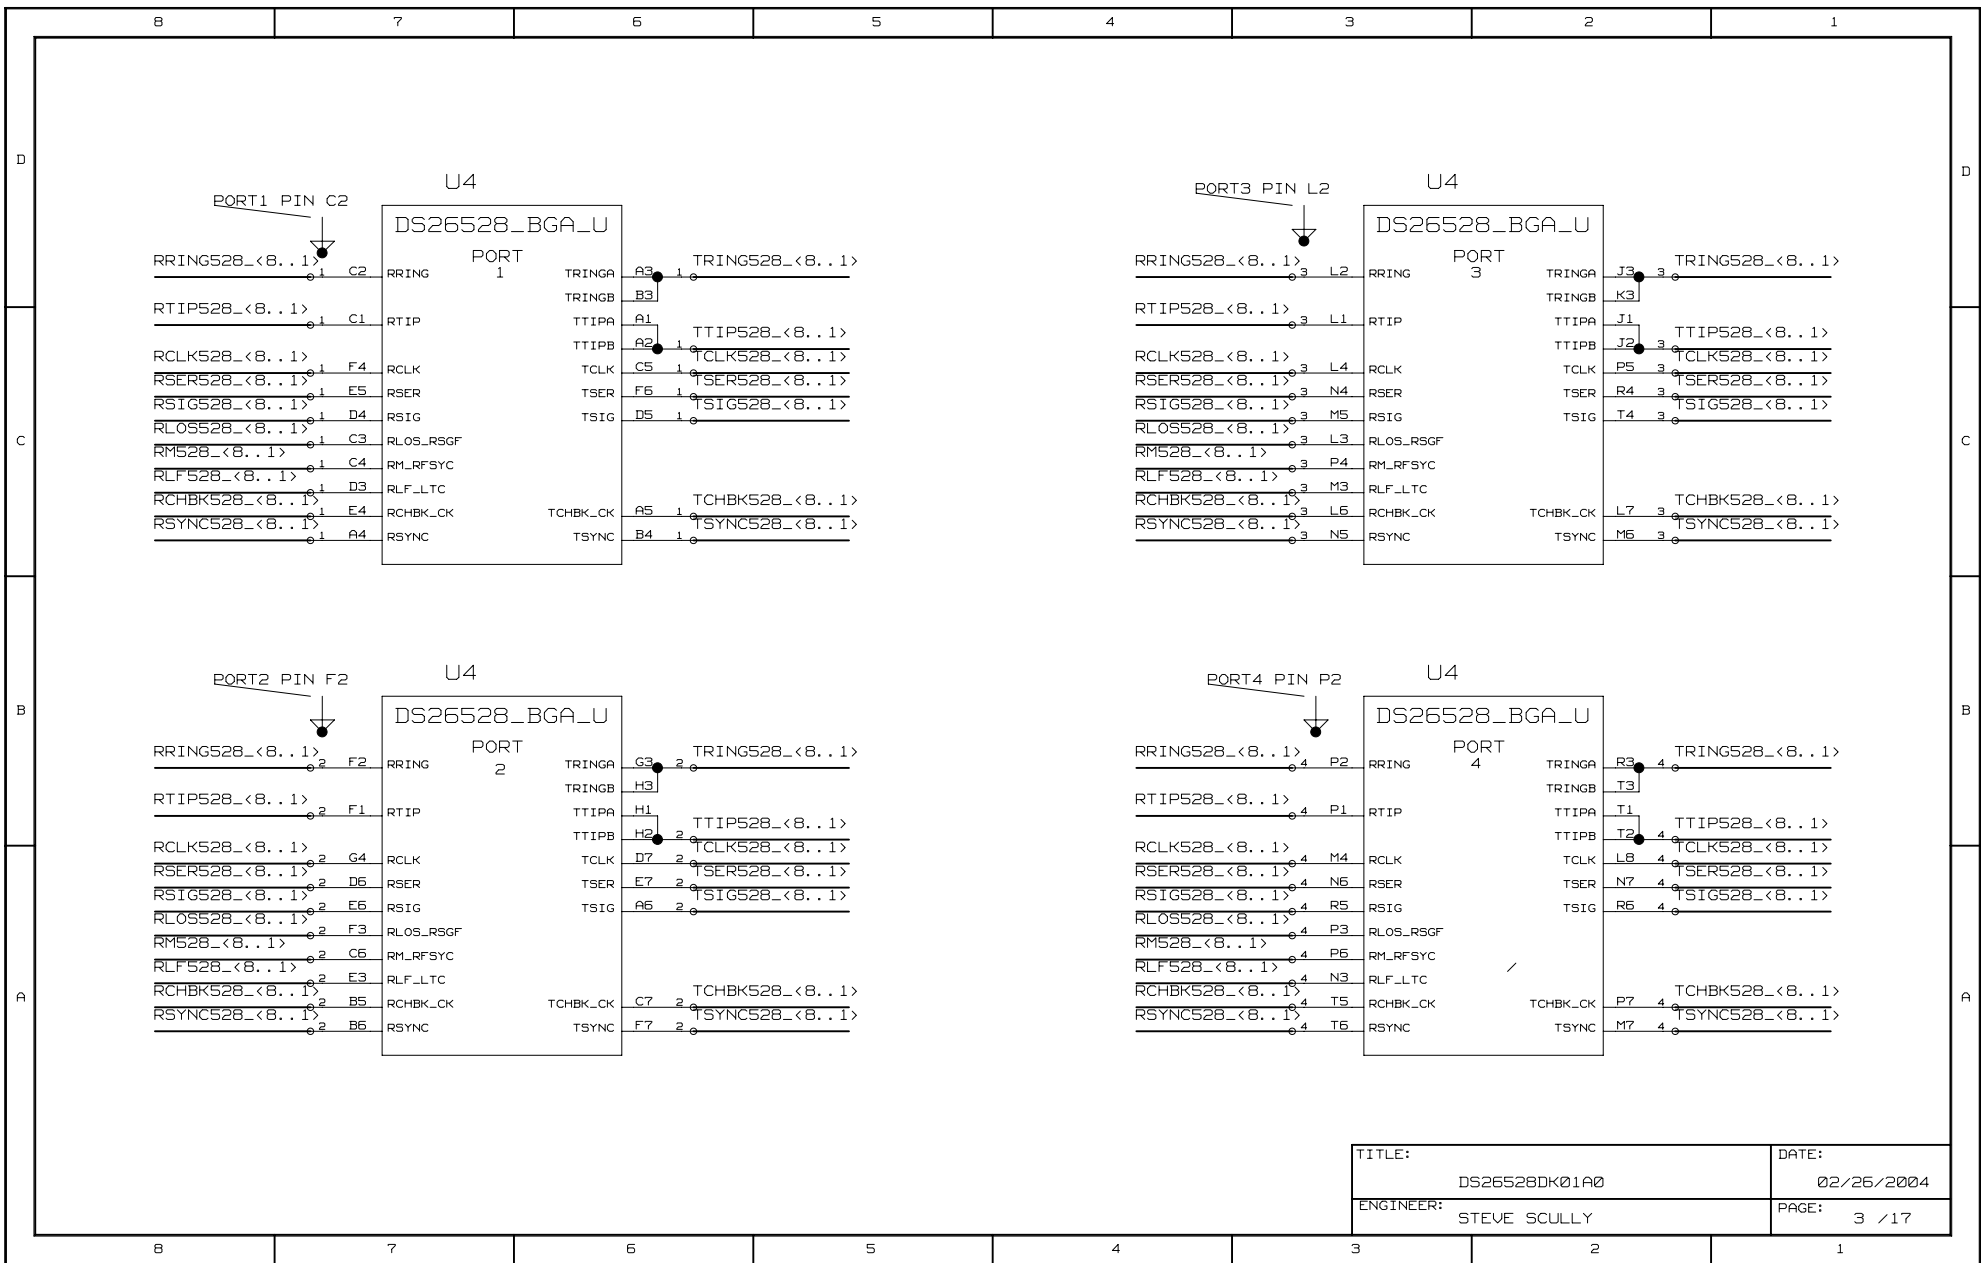 8 7 6 5 4 3 2 1
D D
C C
B B
A A
U4
PORT1 PIN C2
DS26528_BGA_U
PORT
1
RRING528_<8..1> 1 C2 RRING TRINGA A3 1 TRING528_<8..1>
TRINGB B3
RTIP528_<8..1> 1 C1 RTIP TTIPA A1
TTIPB A2 1 TTIP528_<8..1>
RCLK528_<8..1> 1 F4 RCLK TCLK C5 1 TCLK528_<8..1>
RSER528_<8..1> 1 E5 RSER TSER F6 1 TSER528_<8..1>
RSIG528_<8..1> 1 D4 RSIG TSIG D5 1 TSIG528_<8..1>
RLOS528_<8..1> 1 C3 RLOS_RSGF
RM528_<8..1> 1 C4 RM_RFSYC
RLF528_<8..1> 1 D3 RLF_LTC
RCHBK528_<8..1> 1 E4 RCHBK_CK TCHBK_CK A5 1 TCHBK528_<8..1>
RSYNC528_<8..1> 1 A4 RSYNC TSYNC B4 1 TSYNC528_<8..1>
U4
PORT3 PIN L2
DS26528_BGA_U
PORT
3
RRING528_<8..1> 3 L2 RRING TRINGA J3 3 TRING528_<8..1>
TRINGB K3
RTIP528_<8..1> 3 L1 RTIP TTIPA J1
TTIPB J2 3 TTIP528_<8..1>
RCLK528_<8..1> 3 L4 RCLK TCLK P5 3 TCLK528_<8..1>
RSER528_<8..1> 3 N4 RSER TSER R4 3 TSER528_<8..1>
RSIG528_<8..1> 3 M5 RSIG TSIG T4 3 TSIG528_<8..1>
RLOS528_<8..1> 3 L3 RLOS_RSGF
RM528_<8..1> 3 P4 RM_RFSYC
RLF528_<8..1> 3 M3 RLF_LTC
RCHBK528_<8..1> 3 L6 RCHBK_CK TCHBK_CK L7 3 TCHBK528_<8..1>
RSYNC528_<8..1> 3 N5 RSYNC TSYNC M6 3 TSYNC528_<8..1>
U4
PORT2 PIN F2
DS26528_BGA_U
PORT
2
RRING528_<8..1> 2 F2 RRING TRINGA G3 2 TRING528_<8..1>
TRINGB H3
RTIP528_<8..1> 2 F1 RTIP TTIPA H1
TTIPB H2 2 TTIP528_<8..1>
RCLK528_<8..1> 2 G4 RCLK TCLK D7 2 TCLK528_<8..1>
RSER528_<8..1> 2 D6 RSER TSER E7 2 TSER528_<8..1>
RSIG528_<8..1> 2 E6 RSIG TSIG A6 2 TSIG528_<8..1>
RLOS528_<8..1> 2 F3 RLOS_RSGF
RM528_<8..1> 2 C6 RM_RFSYC
RLF528_<8..1> 2 E3 RLF_LTC
RCHBK528_<8..1> 2 B5 RCHBK_CK TCHBK_CK C7 2 TCHBK528_<8..1>
RSYNC528_<8..1> 2 B6 RSYNC TSYNC F7 2 TSYNC528_<8..1>
U4
PORT4 PIN P2
DS26528_BGA_U
PORT
4
RRING528_<8..1> 4 P2 RRING TRINGA R3 4 TRING528_<8..1>
TRINGB T3
RTIP528_<8..1> 4 P1 RTIP TTIPA T1
TTIPB T2 4 TTIP528_<8..1>
RCLK528_<8..1> 4 M4 RCLK TCLK L8 4 TCLK528_<8..1>
RSER528_<8..1> 4 N6 RSER TSER N7 4 TSER528_<8..1>
RSIG528_<8..1> 4 R5 RSIG TSIG R6 4 TSIG528_<8..1>
RLOS528_<8..1> 4 P3 RLOS_RSGF
RM528_<8..1> 4 P6 RM_RFSYC
RLF528_<8..1> 4 N3 RLF_LTC
RCHBK528_<8..1> 4 T5 RCHBK_CK TCHBK_CK P7 4 TCHBK528_<8..1>
RSYNC528_<8..1> 4 T6 RSYNC TSYNC M7 4 TSYNC528_<8..1>
TITLE:
DS26528DK01A0
DATE:
02/26/2004
ENGINEER:
STEVE SCULLY
PAGE:
3 /17
8 7 6 5 4 3 2 1